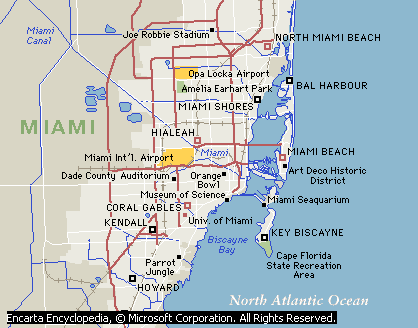 Miami
Canal
Joe Robbie Stadium
NORTH MIAMI BEACH
Opa Locka Airport
BAL HARBOUR
Amelia Earhart Park
MIAMI SHORES
MIAMI
HIALEAH
Miami Int'l. Airport
Miami
MIAMI BEACH
Dade County Auditorium
Orange
Bowl
Art Deco Historic
District
Museum of Science
Miami Seaquarium
CORAL GABLES
KENDALL
Univ. of Miami
KEY BISCAYNE
Biscayne
Bay
Parrot
Jungle
Cape Florida
State Recreation
Area
HOWARD
North Atlantic Ocean
Encarta Encyclopedia, © Microsoft Corporation. All Rights Reserved.